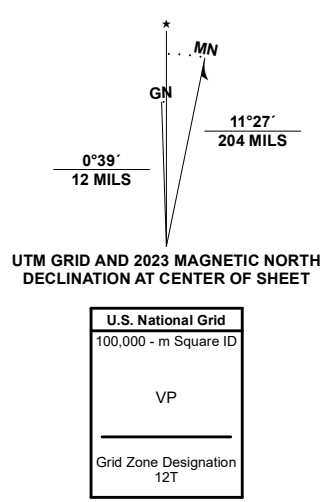 ★
MN
GN
11°27´
204 MILS
0°39´
12 MILS
UTM GRID AND 2023 MAGNETIC NORTH
DECLINATION AT CENTER OF SHEET
U.S. National Grid
100,000 - m Square ID
VP
Grid Zone Designation
12T